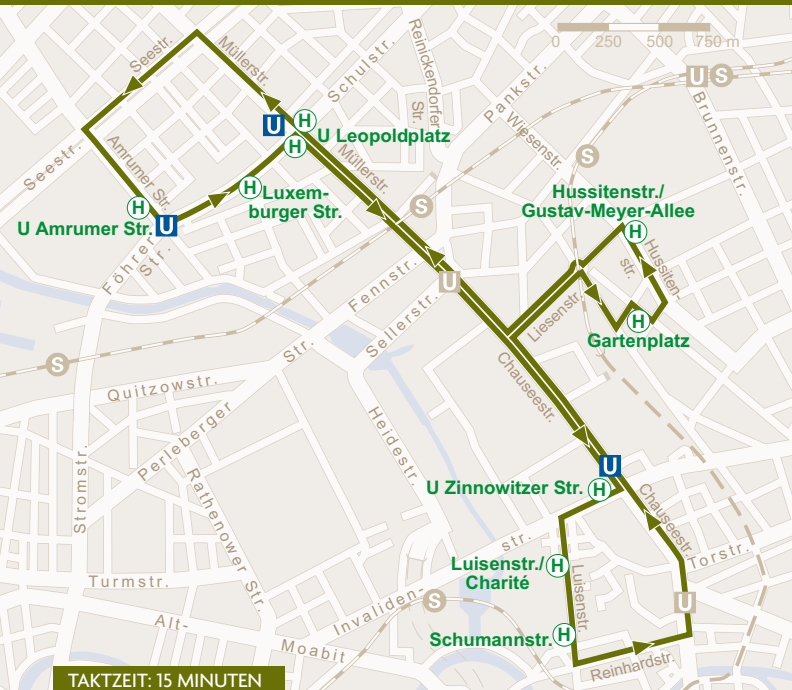 0 250 500 750 m
Seestr.
Müllerstr.
Schulstr.
Reinickendorfer
Str.
Pankstr.
Wiesenstr.
U S
Brunnenstr.
H
U
U Leopoldplatz
H
S
Seestr.
Amrumer Str.
Müllerstr.
H
Luxem-
burger Str.
H
U Amrumer Str.
U
S
Hussitenstr./
Gustav-Meyer-Allee
H
Hussiten-
str.
Föhrer
Str.
Fennstr.
U
Sellerstr.
Liesenstr.
H
Gartenplatz
S
Str.
Quitzowstr.
Perleberger
Chausseestr.
Heidestr.
Stromstr.
Rathenower Str.
U
U Zinnowitzer Str.
H
Chauseestr.
str.
Torstr.
Luisenstr./
Charité
H
Luisenstr.
Turmstr.
Invaliden-
S
U
Alt-
Moabit
Schumannstr.
H
Reinhardstr.
TAKTZEIT: 15 MINUTEN